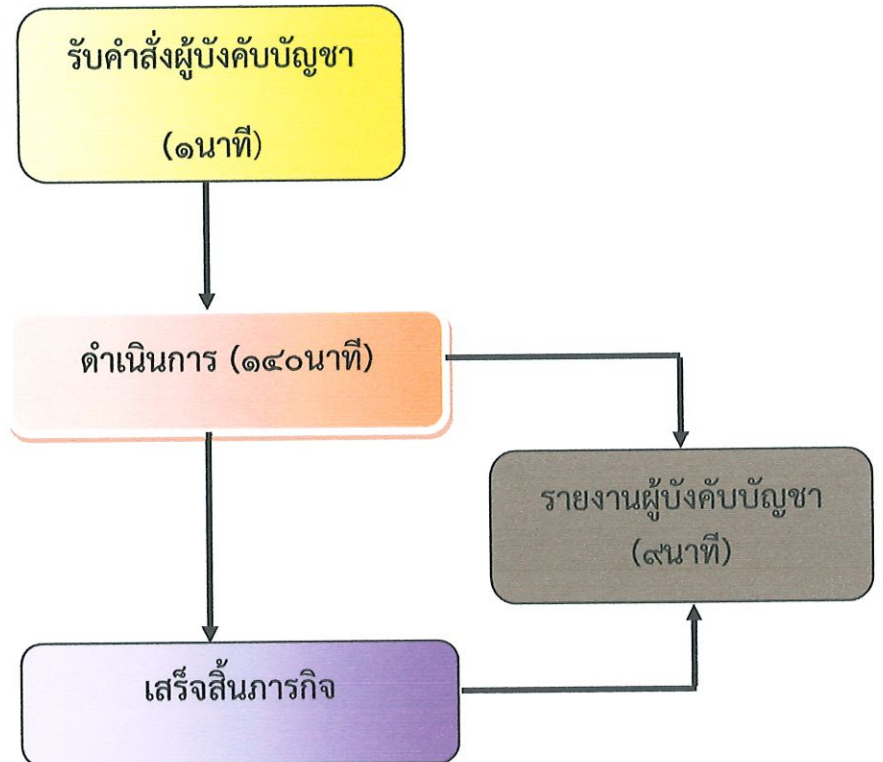 รับคำสั่งผู้บังคับบัญชา
(๑นาที)
ดำเนินการ (๑๔๐นาที)
รายงานผู้บังคับบัญชา
(๙นาที)
เสร็จสิ้นภารกิจ